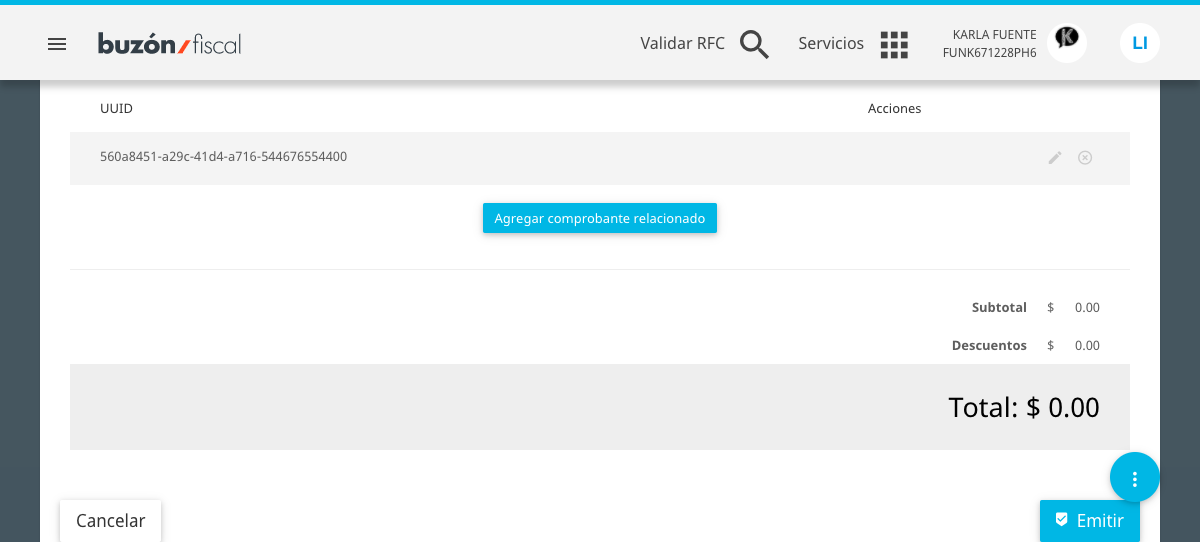 buzón/fiscal
Validar RFC
Servicios
KARLA FUENTE
FUNK671228PH6
K
LI
UUID
Acciones
560a8451-a29c-41d4-a716-544676554400
Agregar comprobante relacionado
Subtotal $ 0.00
Descuentos $ 0.00
Total: $ 0.00
Cancelar
Emitir